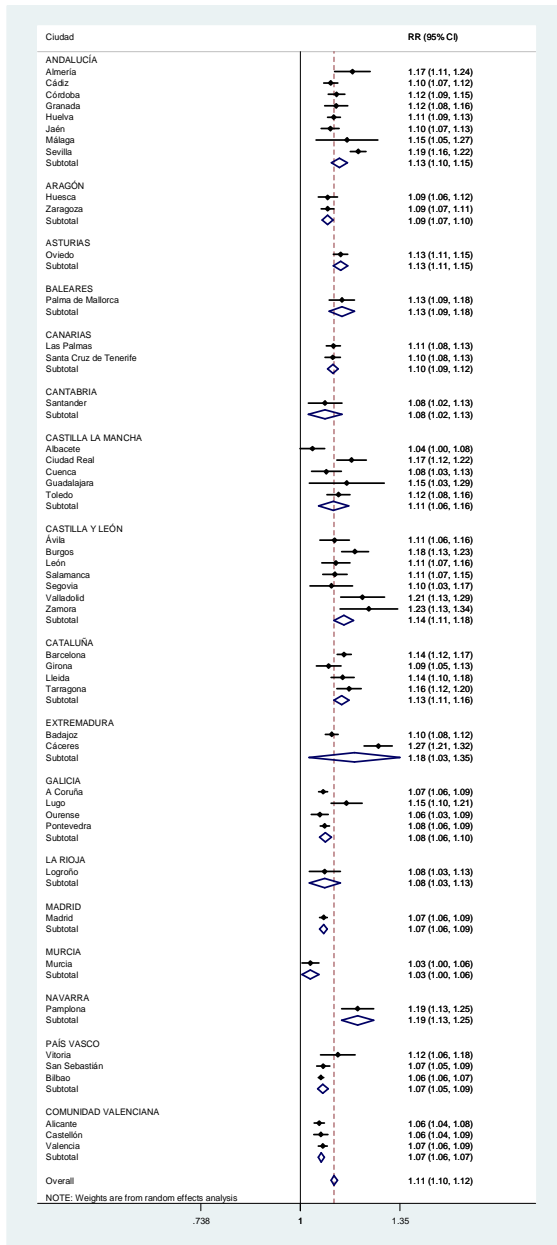 Ciudad RR (95% CI)
ANDALUCÍA
Almería 1.17 (1.11, 1.24)
Cádiz 1.10 (1.07, 1.12)
Córdoba 1.12 (1.09, 1.15)
Granada 1.12 (1.08, 1.16)
Huelva 1.11 (1.09, 1.13)
Jaén 1.10 (1.07, 1.13)
Málaga 1.15 (1.05, 1.27)
Sevilla 1.19 (1.16, 1.22)
Subtotal 1.13 (1.10, 1.15)
ARAGÓN
Huesca 1.09 (1.06, 1.12)
Zaragoza 1.09 (1.07, 1.11)
Subtotal 1.09 (1.07, 1.10)
ASTURIAS
Oviedo 1.13 (1.11, 1.15)
Subtotal 1.13 (1.11, 1.15)
BALEARES
Palma de Mallorca 1.13 (1.09, 1.18)
Subtotal 1.13 (1.09, 1.18)
CANARIAS
Las Palmas 1.11 (1.08, 1.13)
Santa Cruz de Tenerife 1.10 (1.08, 1.13)
Subtotal 1.10 (1.09, 1.12)
CANTABRIA
Santander 1.08 (1.02, 1.13)
Subtotal 1.08 (1.02, 1.13)
CASTILLA LA MANCHA
Albacete 1.04 (1.00, 1.08)
Ciudad Real 1.17 (1.12, 1.22)
Cuenca 1.08 (1.03, 1.13)
Guadalajara 1.15 (1.03, 1.29)
Toledo 1.12 (1.08, 1.16)
Subtotal 1.11 (1.06, 1.16)
CASTILLA Y LEÓN
Ávila 1.11 (1.06, 1.16)
Burgos 1.18 (1.13, 1.23)
León 1.11 (1.07, 1.16)
Salamanca 1.11 (1.07, 1.15)
Segovia 1.10 (1.03, 1.17)
Valladolid 1.21 (1.13, 1.29)
Zamora 1.23 (1.13, 1.34)
Subtotal 1.14 (1.11, 1.18)
CATALUÑA
Barcelona 1.14 (1.12, 1.17)
Girona 1.09 (1.05, 1.13)
Lleida 1.14 (1.10, 1.18)
Tarragona 1.16 (1.12, 1.20)
Subtotal 1.13 (1.11, 1.16)
EXTREMADURA
Badajoz 1.10 (1.08, 1.12)
Cáceres 1.27 (1.21, 1.32)
Subtotal 1.18 (1.03, 1.35)
GALICIA
A Coruña 1.07 (1.06, 1.09)
Lugo 1.15 (1.10, 1.21)
Ourense 1.06 (1.03, 1.09)
Pontevedra 1.08 (1.06, 1.09)
Subtotal 1.08 (1.06, 1.10)
LA RIOJA
Logroño 1.08 (1.03, 1.13)
Subtotal 1.08 (1.03, 1.13)
MADRID
Madrid 1.07 (1.06, 1.09)
Subtotal 1.07 (1.06, 1.09)
MURCIA
Murcia 1.03 (1.00, 1.06)
Subtotal 1.03 (1.00, 1.06)
NAVARRA
Pamplona 1.19 (1.13, 1.25)
Subtotal 1.19 (1.13, 1.25)
PAÍS VASCO
Vitoria 1.12 (1.06, 1.18)
San Sebastián 1.07 (1.05, 1.09)
Bilbao 1.06 (1.06, 1.07)
Subtotal 1.07 (1.05, 1.09)
COMUNIDAD VALENCIANA
Alicante 1.06 (1.04, 1.08)
Castellón 1.06 (1.04, 1.09)
Valencia 1.07 (1.06, 1.09)
Subtotal 1.07 (1.06, 1.07)
Overall 1.11 (1.10, 1.12)
NOTE: Weights are from random effects analysis
.738 1 1.35